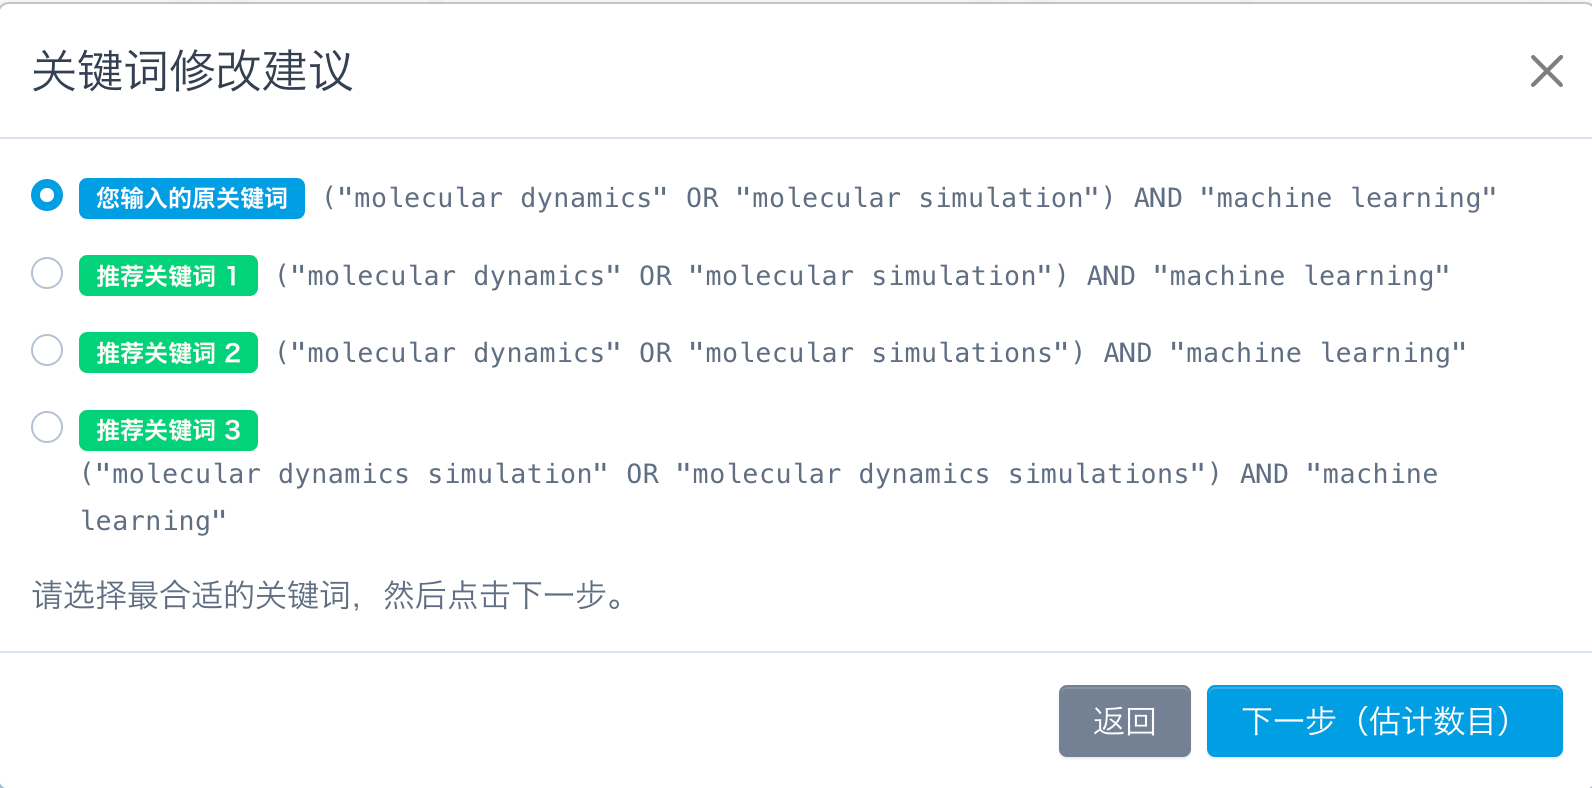 关键词修改建议
您输入的原关键词 ("molecular dynamics" OR "molecular simulation") AND "machine learning"
推荐关键词 1 ("molecular dynamics" OR "molecular simulation") AND "machine learning"
推荐关键词 2 ("molecular dynamics" OR "molecular simulations") AND "machine learning"
推荐关键词 3
("molecular dynamics simulation" OR "molecular dynamics simulations") AND "machine
learning"
请选择最合适的关键词，然后点击下一步。
返回 下一步（估计数目）